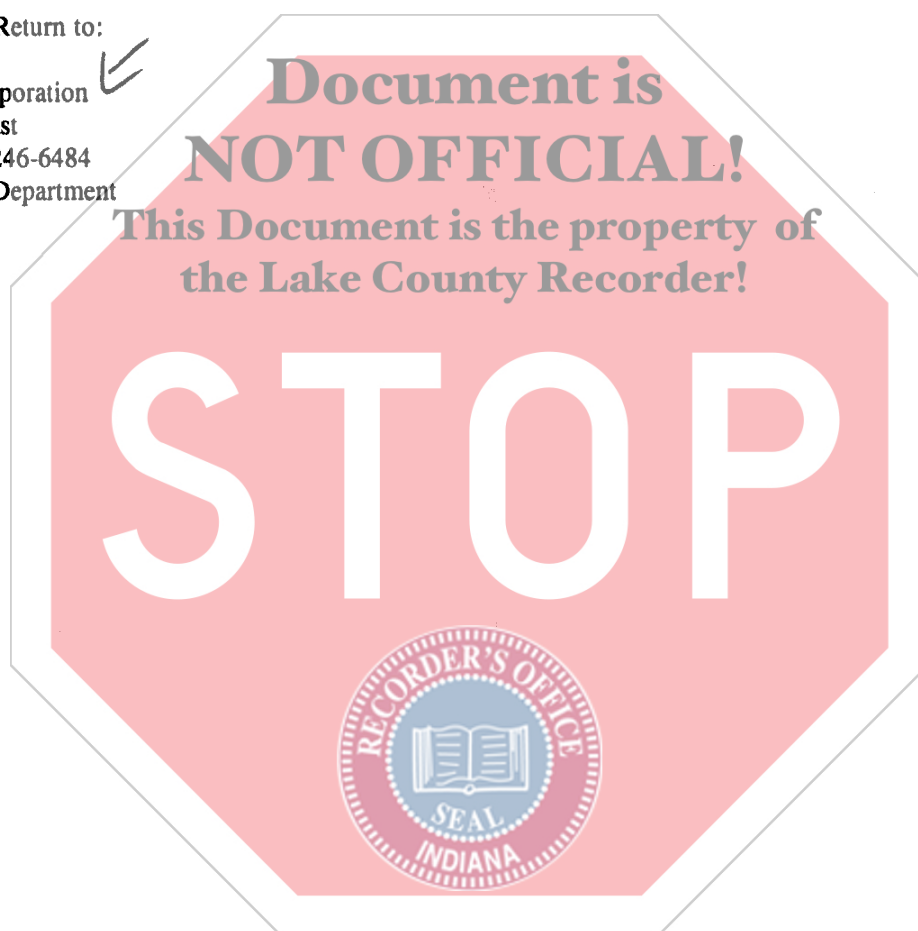 Return to:
poration
st
46-6484
Department
Document is
NOT OFFICIAL!
This Document is the property of
the Lake County Recorder!
STOP
RECORDER'S OFFICE
SEAL
INDIANA